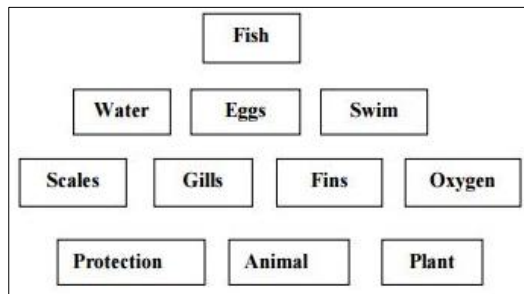 Fish
Water Eggs Swim
Scales Gills Fins Oxygen
Protection Animal Plant